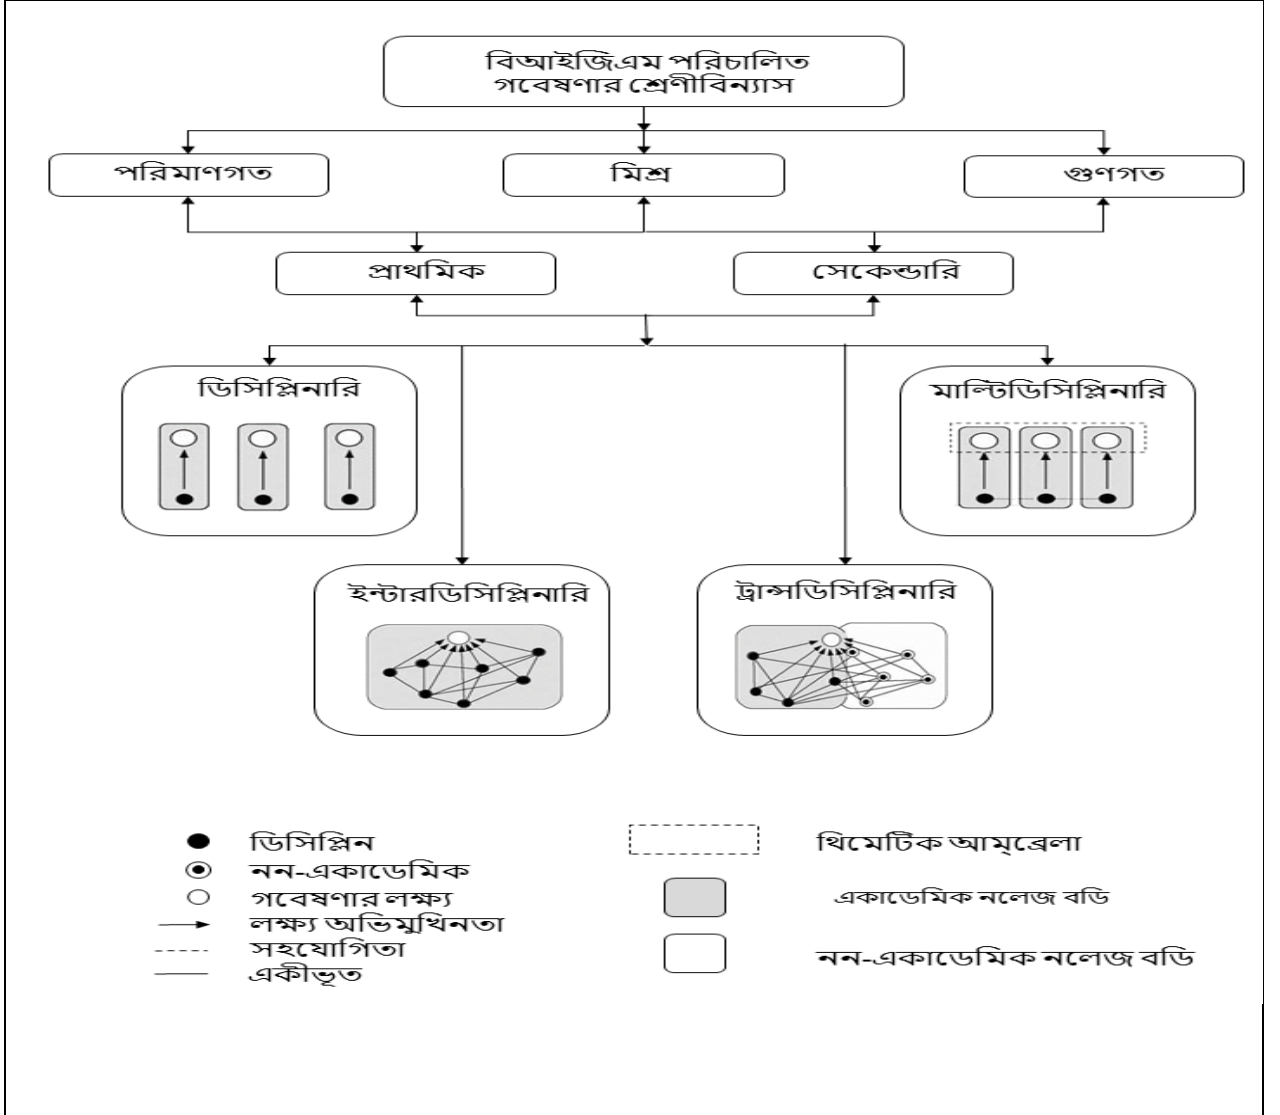 বিআইজিএম পরিচালিত
গবেষণার শ্রেণীবিন্যাস
পরিমাণগত
মিশ্র
গুণগত
প্রাথমিক
সেকেন্ডারি
ডিসিপ্লিনারি
মাল্টিডিসিপ্লিনারি
ইন্টারডিসিপ্লিনারি
ট্রান্সডিসিপ্লিনারি
ডিসিপ্লিন
নন-একাডেমিক
গবেষণার লক্ষ্য
লক্ষ্য অভিমুখিনতা
সহযোগিতা
একীভূত
থিমেটিক আম্ব্রেলা
একাডেমিক নলেজ বডি
নন-একাডেমিক নলেজ বডি